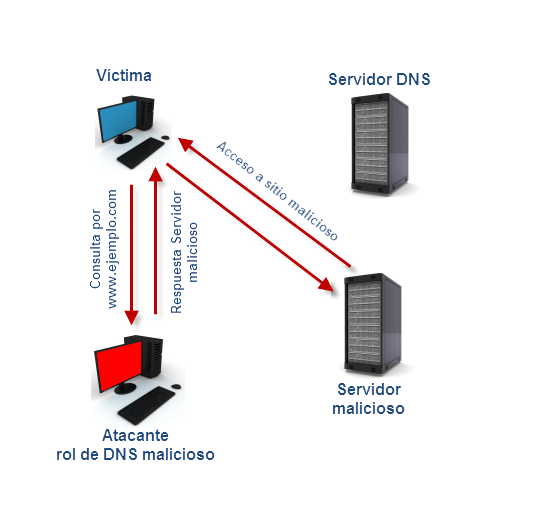 Víctima
Servidor DNS
Acceso a sitio malicioso
Consulta por
www.ejemplo.com
Respuesta Servidor
malicioso
Servidor
malicioso
Atacante
rol de DNS malicioso